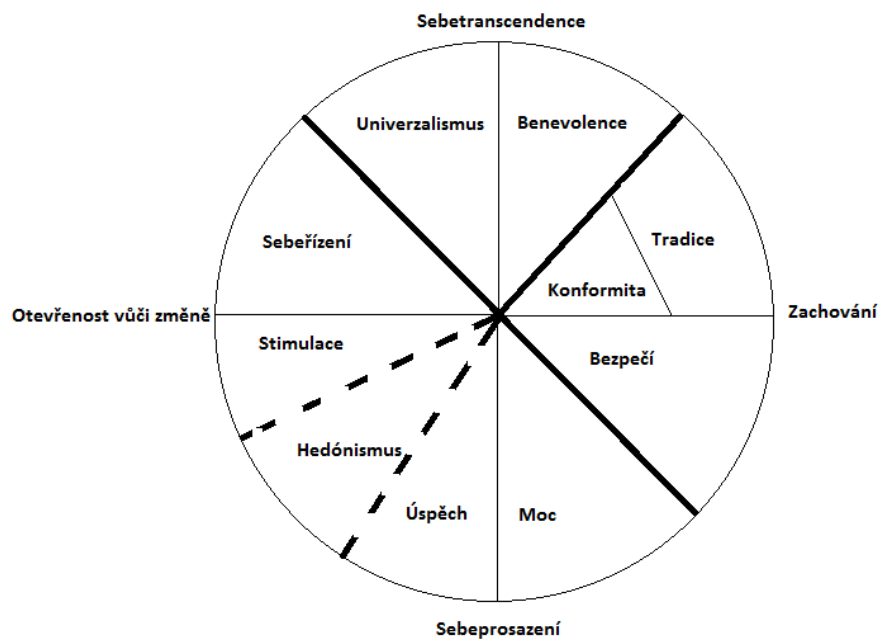 Sebetranscendence
Univerzalismus
Benevolence
Sebeřízení
Tradice
Konformita
Otevřenost vůči změně
Zachování
Stimulace
Bezpečí
Hedónismus
Úspěch
Moc
Sebeprosazení